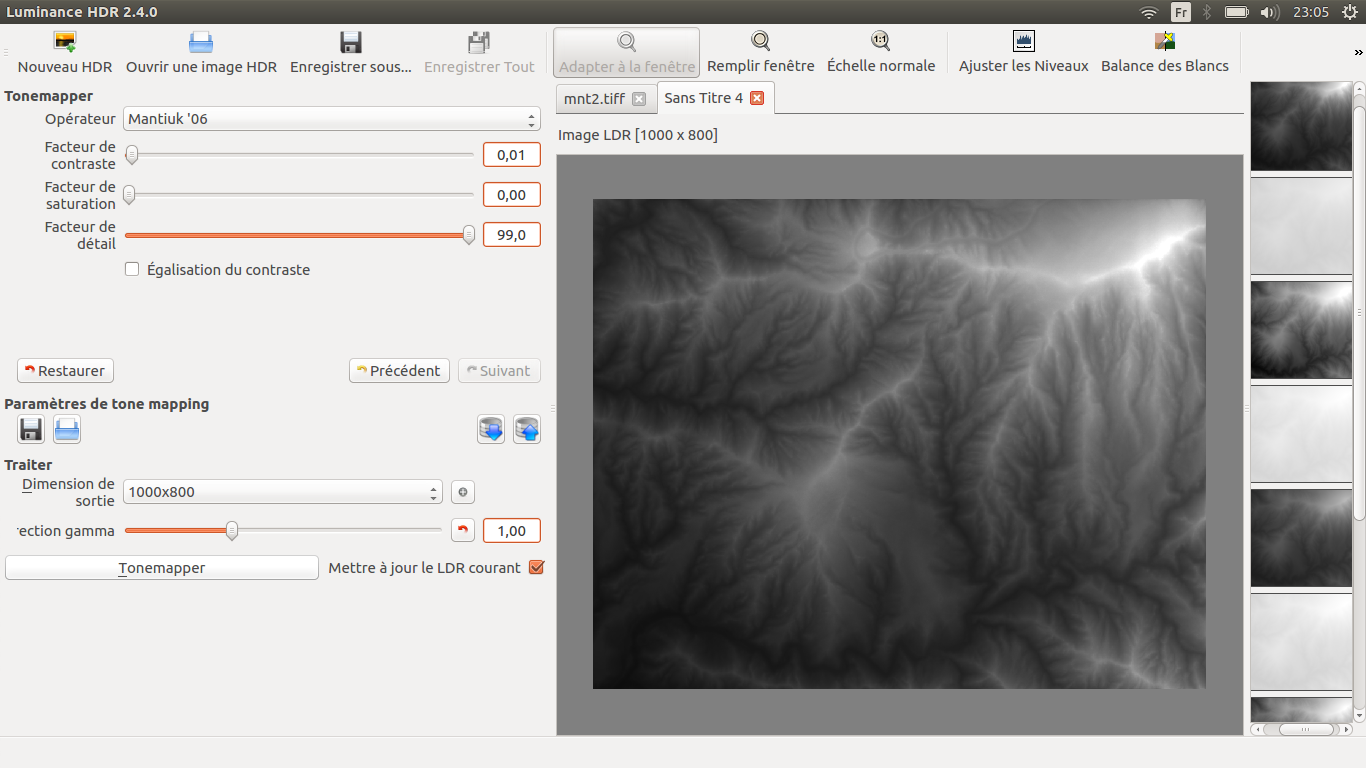 Luminance HDR 2.4.0
Fr
23:05
Nouveau HDR
Ouvrir une image HDR
Enregistrer sous...
Enregistrer Tout
Adapter à la fenêtre
Remplir fenêtre
1:1
Échelle normale
Ajuster les Niveaux
Balance des Blancs
»
Tonemapper
Opérateur
Mantiuk '06
Facteur de
contraste
0,01
Facteur de
saturation
0,00
Facteur de
détail
99,0
Égalisation du contraste
Restaurer
Précédent
Suivant
Paramètres de tone mapping
Traiter
Dimension de
sortie
1000x800
rection gamma
1,00
Tonemapper
Mettre à jour le LDR courant
mnt2.tiff
Sans Titre 4
Image LDR [1000 x 800]